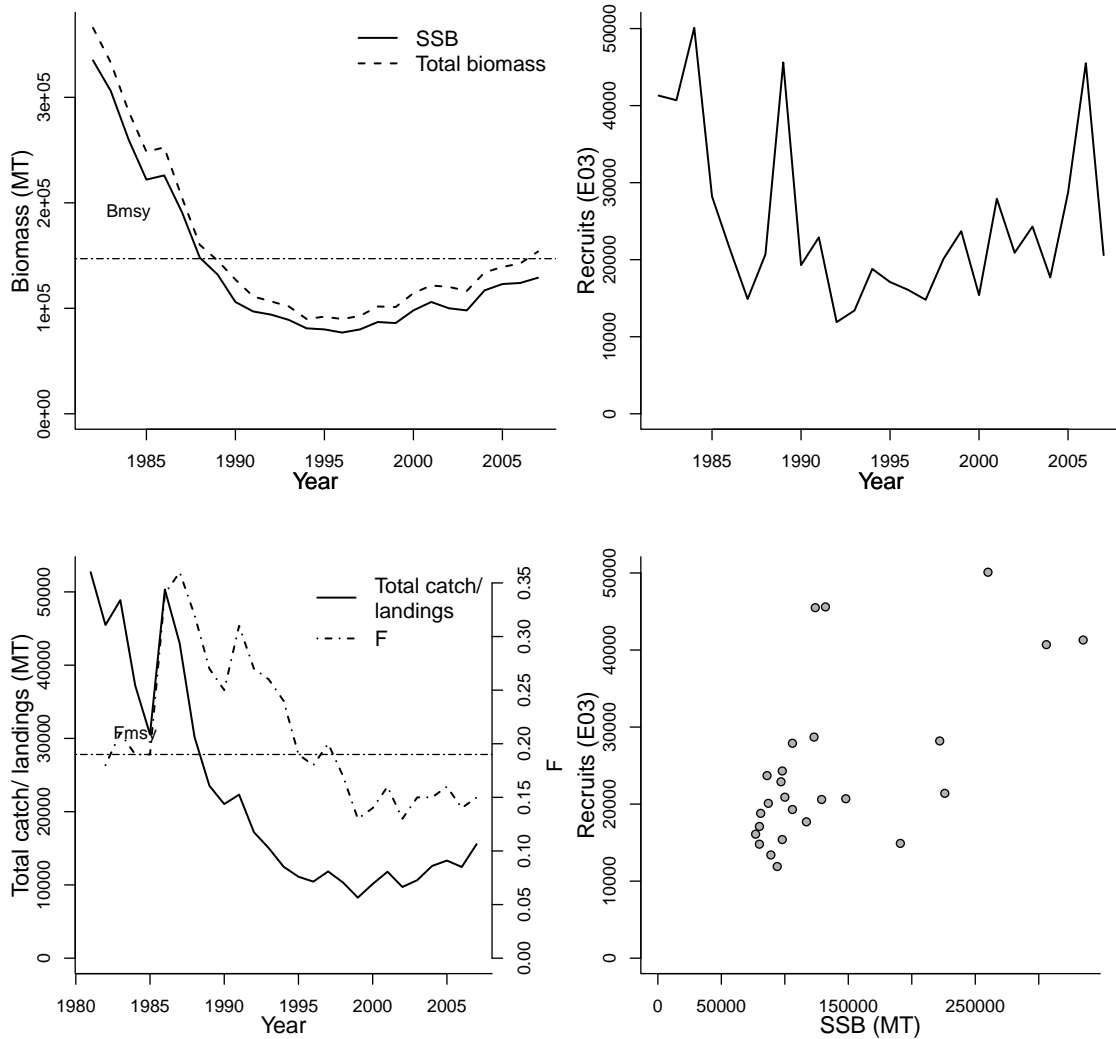 SSB
Total biomass
Bmsy
Biomass (MT)
0e+00 1e+05 2e+05 3e+05
1985 1990 1995 2000 2005
Year
Recruits (E03)
0 10000 20000 30000 40000 50000
1985 1990 1995 2000 2005
Year
Total catch/
landings
F
Fmsy
Total catch/ landings (MT)
0 10000 20000 30000 40000 50000
0.00 0.05 0.10 0.15 0.20 0.25 0.30 0.35
F
1980 1985 1990 1995 2000 2005
Year
Recruits (E03)
0 10000 20000 30000 40000 50000
0 50000 150000 250000
SSB (MT)